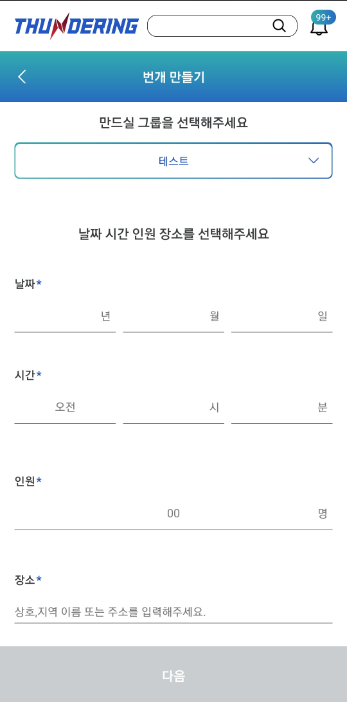 THUNDERING
99+
번개 만들기
만드실 그룹을 선택해주세요
테스트
날짜 시간 인원 장소를 선택해주세요
날짜*
년 월 일
시간*
오전 시 분
인원*
00 명
장소*
상호,지역 이름 또는 주소를 입력해주세요.
다음